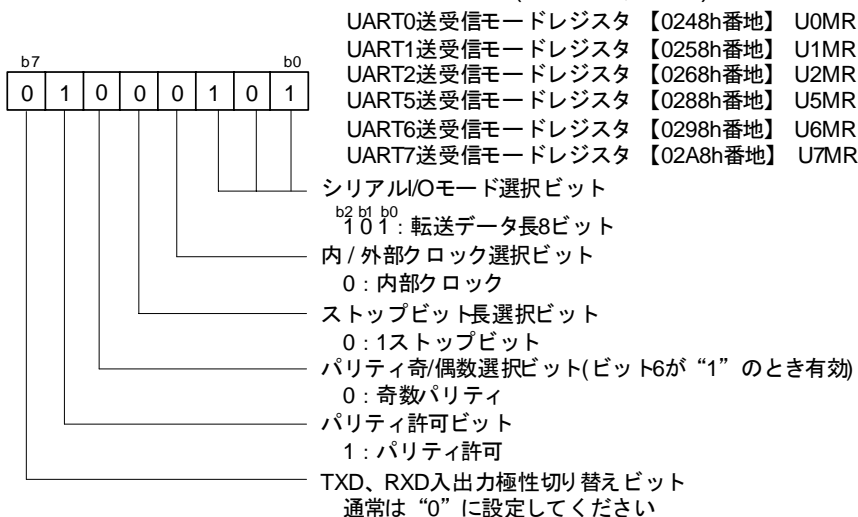 UART0送受信モードレジスタ 【0248h番地】 U0MR
UART1送受信モードレジスタ 【0258h番地】 U1MR
UART2送受信モードレジスタ 【0268h番地】 U2MR
UART5送受信モードレジスタ 【0288h番地】 U5MR
UART6送受信モードレジスタ 【0298h番地】 U6MR
UART7送受信モードレジスタ 【02A8h番地】 U7MR
b7 b0
0 1 0 0 0 1 0 1
シリアルI/Oモード選択ビット
b2 b1 b0
1 0 1 : 転送データ長8ビット
内 / 外部クロック選択ビット
0 : 内部クロック
ストップビット長選択ビット
0 : 1ストップビット
パリティ奇/偶数選択ビット(ビット6が“1”のとき有効)
0 : 奇数パリティ
パリティ許可ビット
1 : パリティ許可
TXD、RXD入出力極性切り替えビット
通常は“0”に設定してください